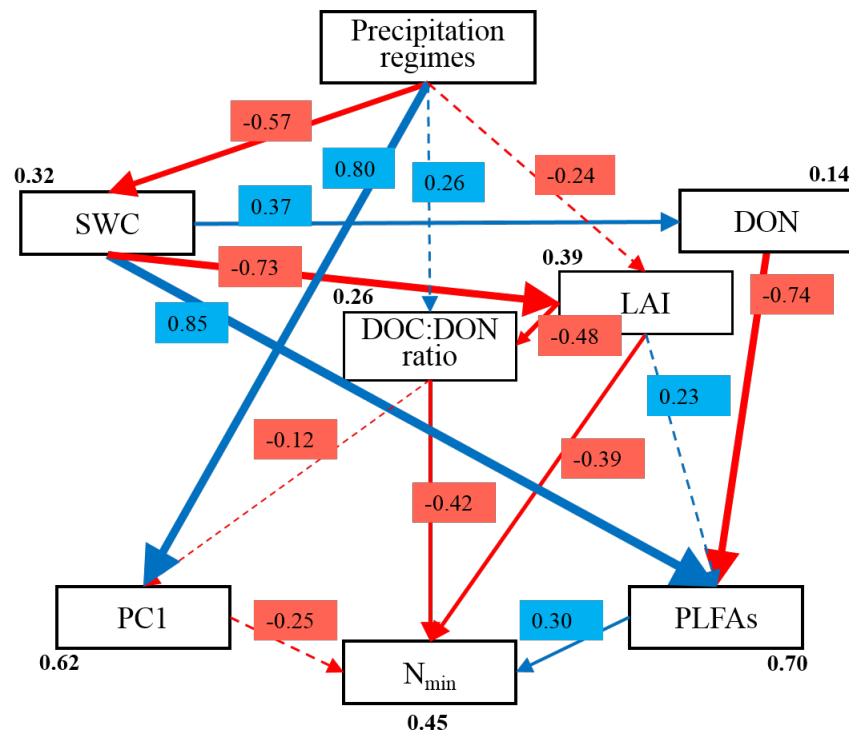 Precipitation
regimes
-0.57
0.80
0.26
-0.24
0.32
SWC
0.37
0.14
DON
-0.73
0.39
LAI
-0.74
0.85
0.26
DOC:DON
ratio
-0.48
0.23
-0.12
-0.39
-0.42
PC1
0.62
-0.25
Nmin
0.45
0.30
PLFAs
0.70